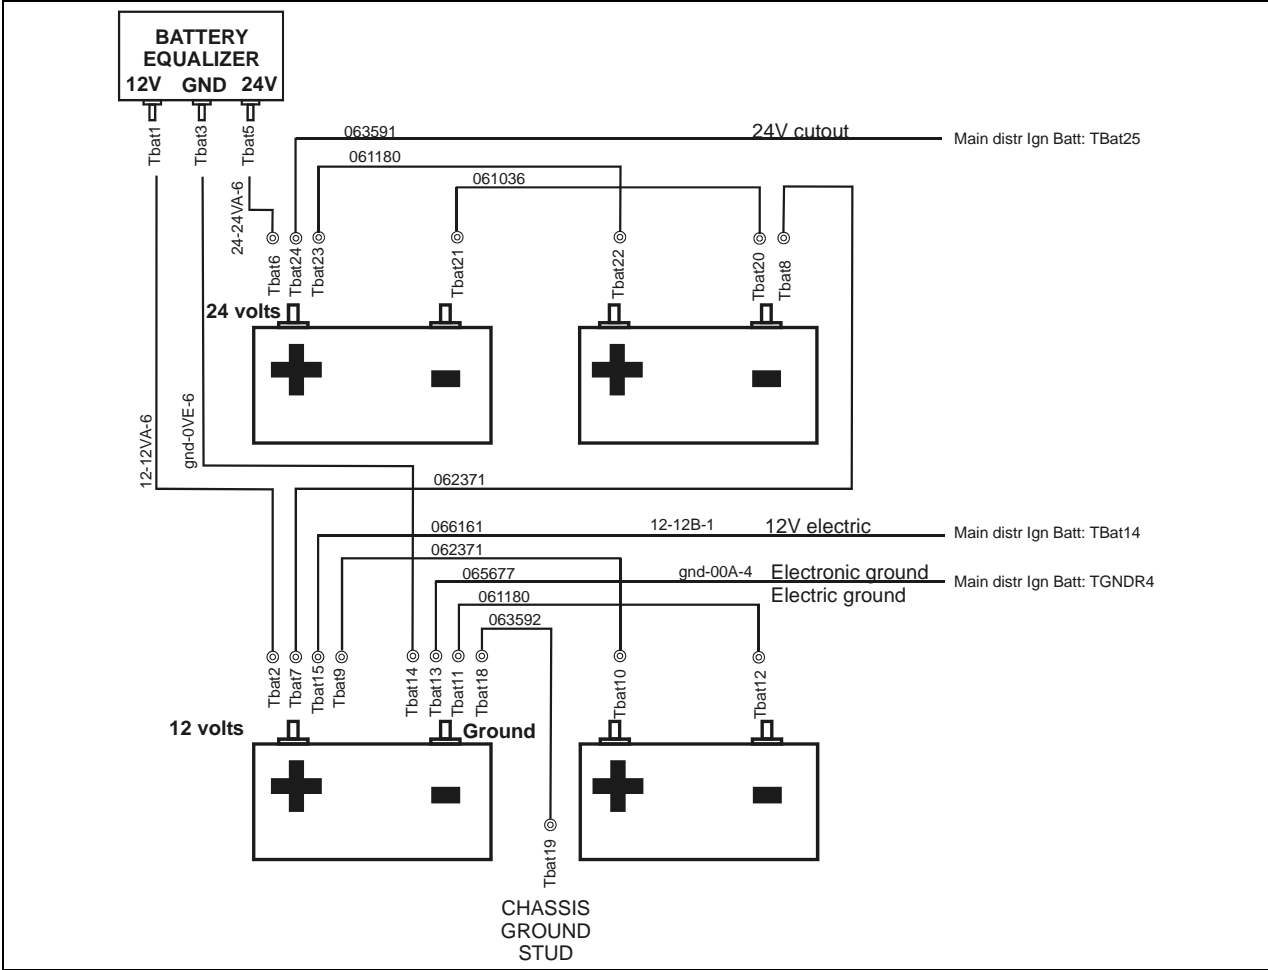 BATTERY
EQUALIZER
12V GND 24V
Tbat1 Tbat3 Tbat5
063591 24V cutout Main distr Ign Batt: TBat25
061180
061036
24-24VA-6
Tbat6 Tbat24 Tbat23 Tbat21 Tbat22 Tbat20 Tbat8
24 volts
12-12VA-6 gnd-0VE-6
062371
066161 12-12B-1 12V electric Main distr Ign Batt: TBat14
062371
065677 gnd-00A-4 Electronic ground Main distr Ign Batt: TGNDR4
061180 Electric ground
063592
Tbat2 Tbat7 Tbat15 Tbat9 Tbat14 Tbat13 Tbat11 Tbat18 Tbat10 Tbat12
12 volts Ground
Tbat19
CHASSIS
GROUND
STUD